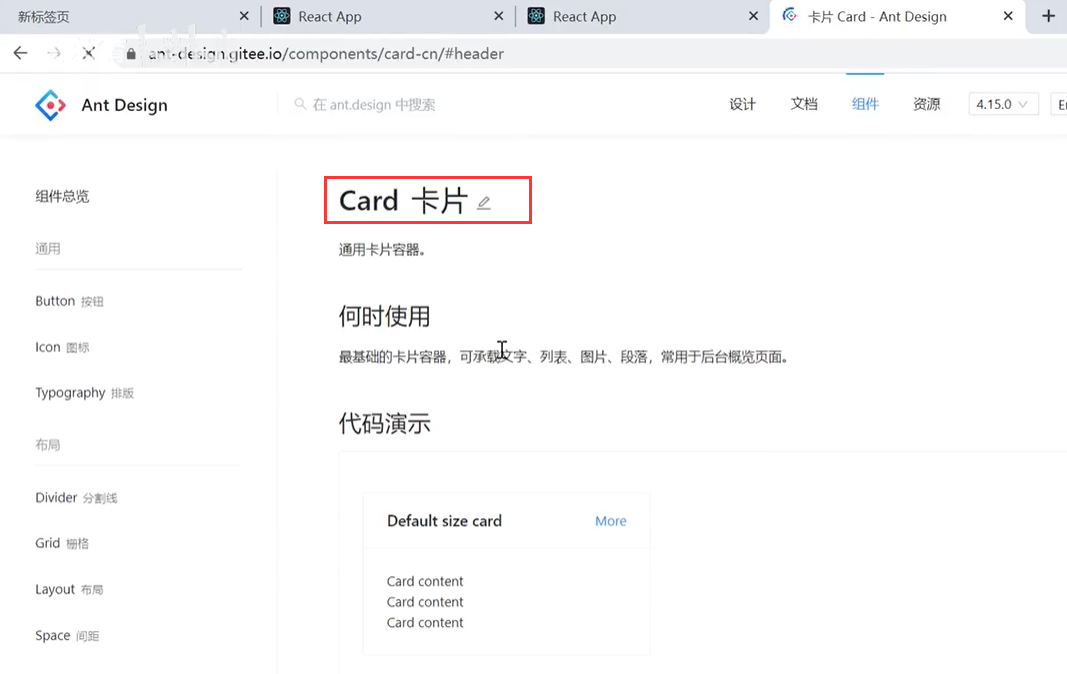 新标签页
React App
React App
卡片 Card - Ant Design
ant-design.gitee.io/components/card-cn/#header
Ant Design
在 ant.design 中搜索
设计
文档
组件
资源
4.15.0
组件总览
通用
Button 按钮
Icon 图标
Typography 排版
布局
Divider 分割线
Grid 栅格
Layout 布局
Space 间距
Card 卡片
通用卡片容器。
何时使用
最基础的卡片容器，可承载文字、列表、图片、段落，常用于后台概览页面。
代码演示
Default size card
More
Card content
Card content
Card content